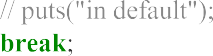 // puts("in default");
break;